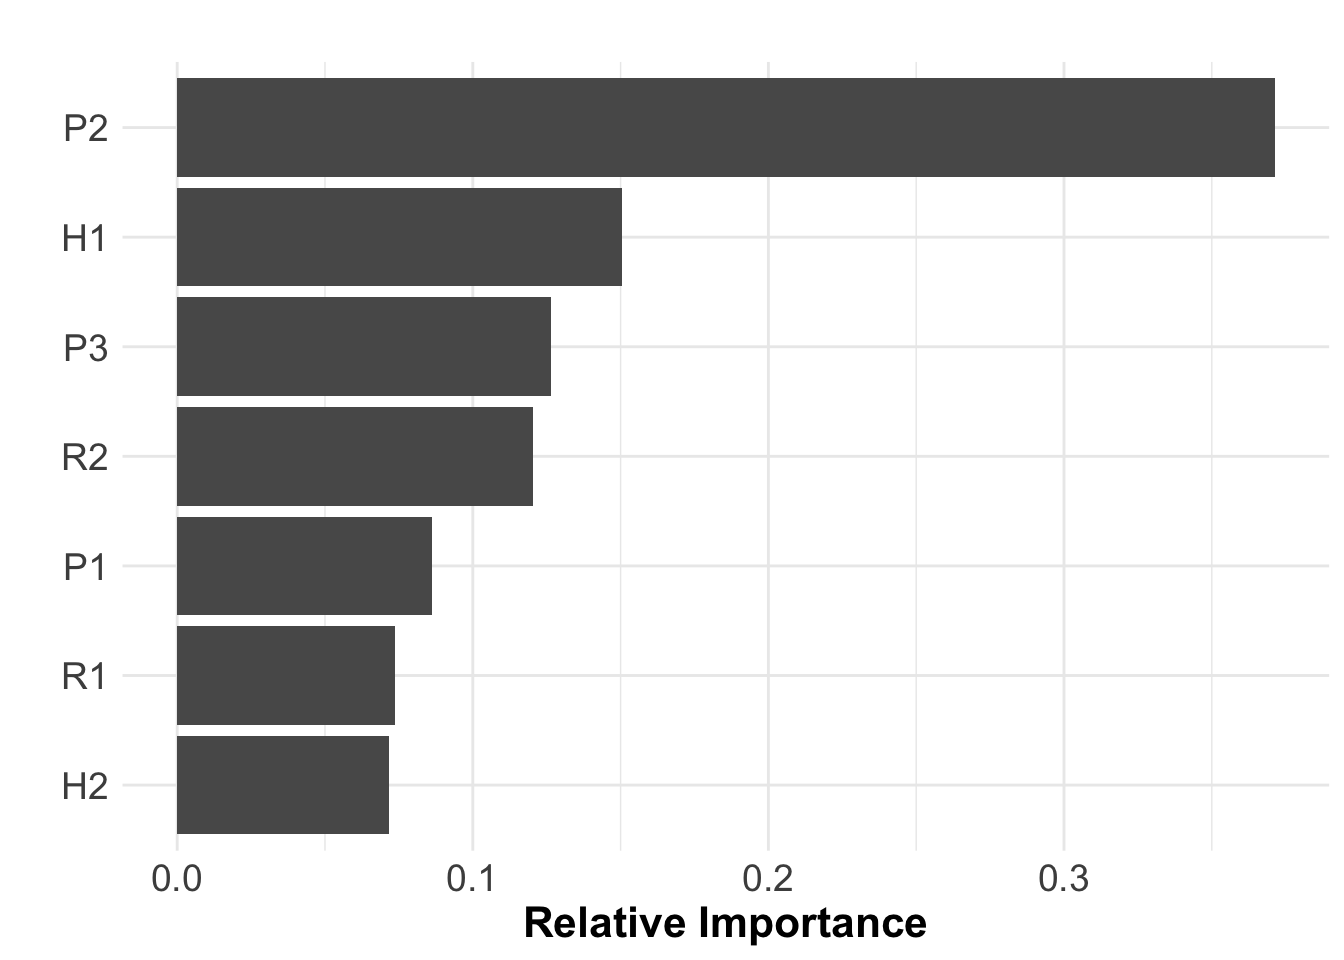 P2
H1
P3
R2
P1
R1
H2
0.0 0.1 0.2 0.3
Relative Importance